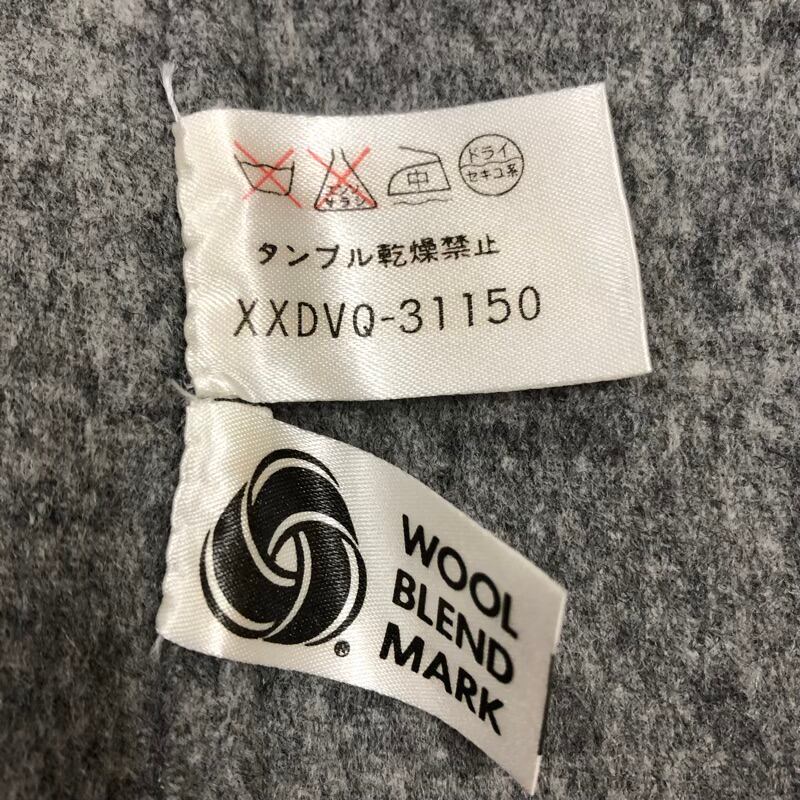 エンソ
サラシ
中
ドライ
セキユ系
タンブル乾燥禁止
XXDVQ-31150
WOOL
BLEND
MARK
®